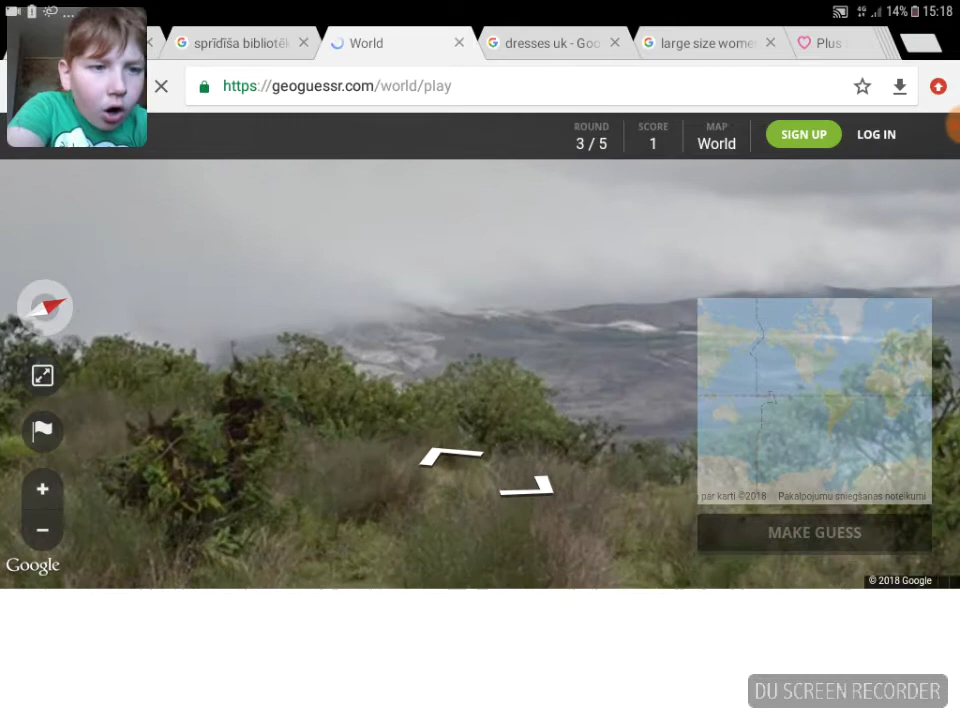 4G 14% 15:18
sprīdīša bibliotēk
World
dresses uk - Goo
large size wome
Plus
https://geoguessr.com/world/play
ROUND
3 / 5
SCORE
1
MAP
World
SIGN UP
LOG IN
par karti ©2018 Pakalpojumu sniegšanas noteikumi
MAKE GUESS
Google
© 2018 Google
DU SCREEN RECORDER